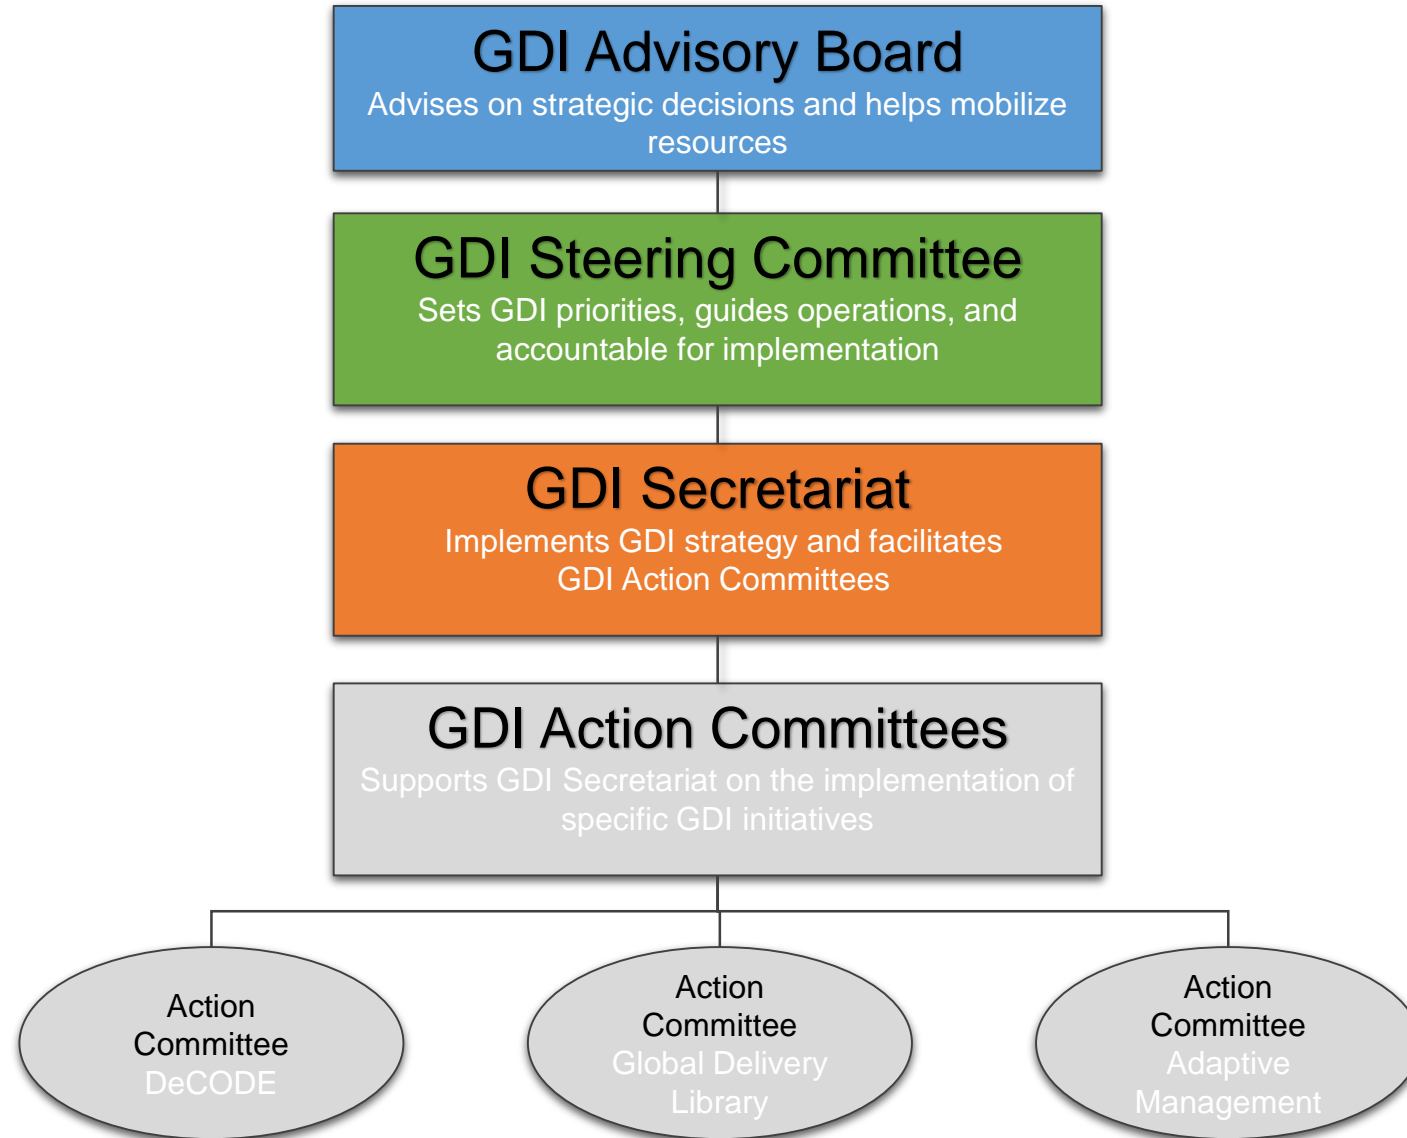 GDI Advisory Board
Advises on strategic decisions and helps mobilize
resources
GDI Steering Committee
Sets GDI priorities, guides operations, and
accountable for implementation
GDI Secretariat
Implements GDI strategy and facilitates
GDI Action Committees
GDI Action Committees
Supports GDI Secretariat on the implementation of
specific GDI initiatives
Action
Committee
DeCODE
Action
Committee
Global Delivery
Library
Action
Committee
Adaptive
Management